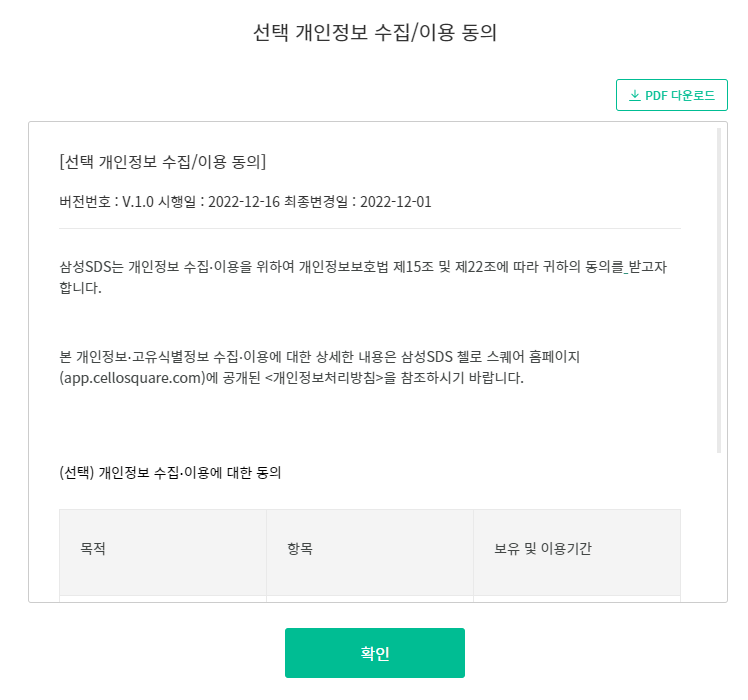 선택 개인정보 수집/이용 동의
PDF 다운로드
[선택 개인정보 수집/이용 동의]
버전번호 : V.1.0 시행일 : 2022-12-16 최종변경일 : 2022-12-01
삼성SDS는 개인정보 수집·이용을 위하여 개인정보보호법 제15조 및 제22조에 따라 귀하의 동의를_받고자
합니다.
본 개인정보·고유식별정보 수집·이용에 대한 상세한 내용은 삼성SDS 첼로 스퀘어 홈페이지
(app.cellosquare.com)에 공개된 <개인정보처리방침>을 참조하시기 바랍니다.
(선택) 개인정보 수집·이용에 대한 동의
목적 항목 보유 및 이용기간
확인